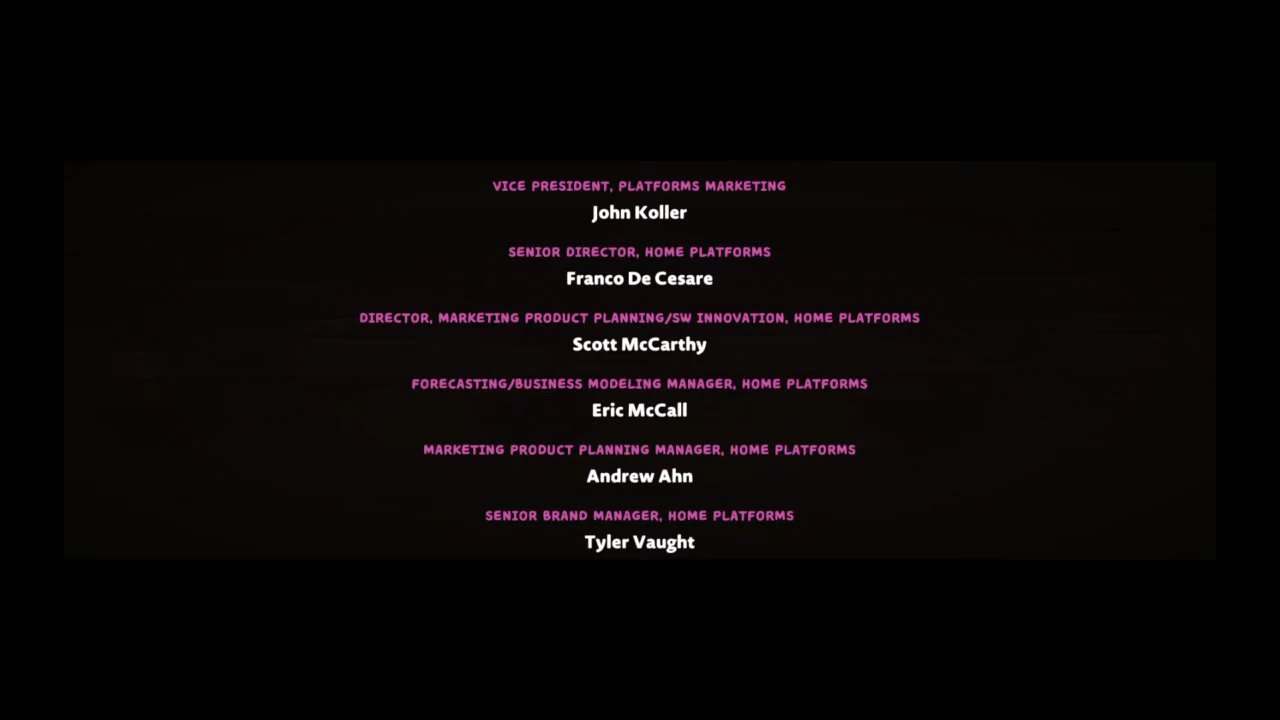 VICE PRESIDENT, PLATFORMS MARKETING
John Koller
SENIOR DIRECTOR, HOME PLATFORMS
Franco De Cesare
DIRECTOR, MARKETING PRODUCT PLANNING/SW INNOVATION, HOME PLATFORMS
Scott McCarthy
FORECASTING/BUSINESS MODELING MANAGER, HOME PLATFORMS
Eric McCall
MARKETING PRODUCT PLANNING MANAGER, HOME PLATFORMS
Andrew Ahn
SENIOR BRAND MANAGER, HOME PLATFORMS
Tyler Vaught